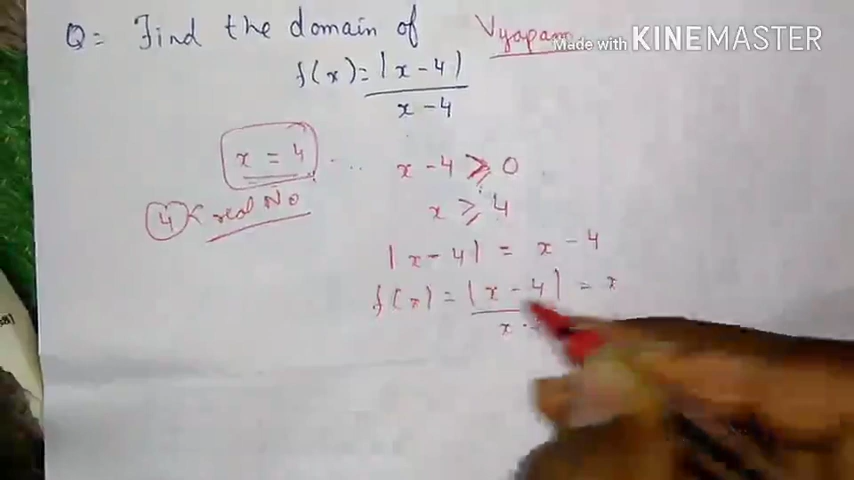 Q= Find the domain of Vyapam
Made with KINEMASTER
f(x)= |x-4|
x-4
x = 4 ... x-4 ≥ 0
4 < real No x ≥ 4
|x-4| = x-4
f(x) = |x-4| = x
x-